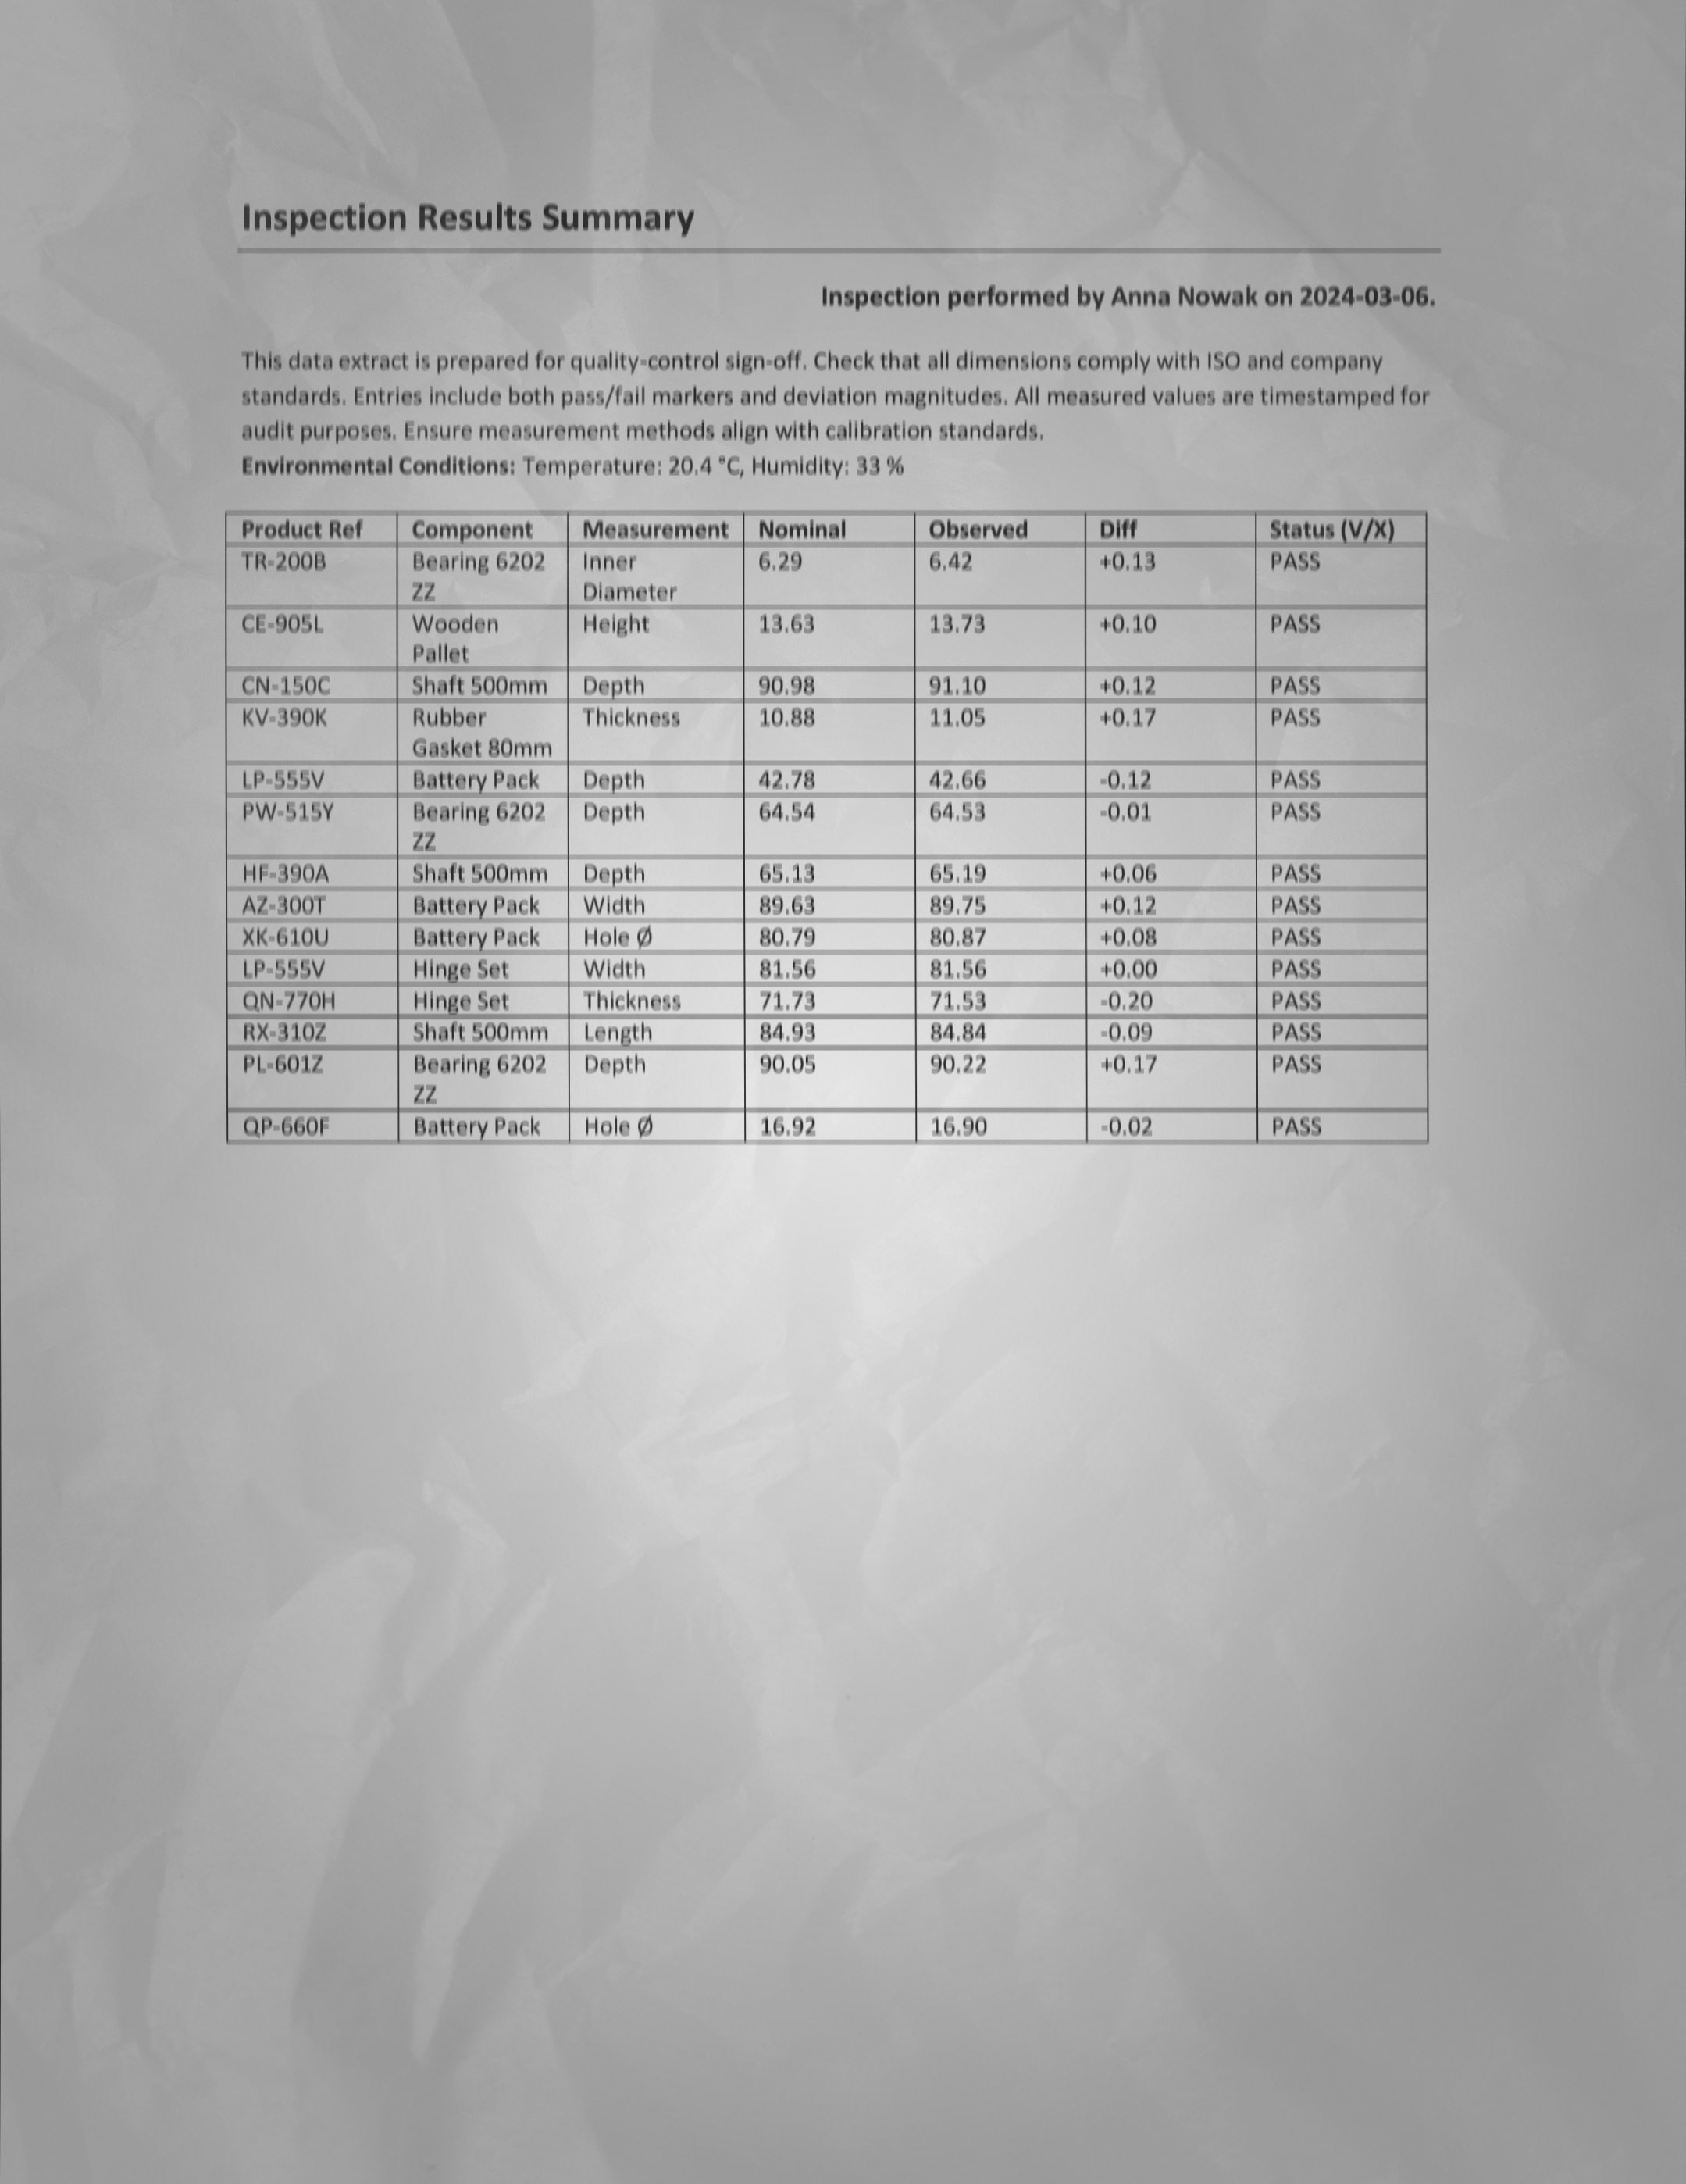 Inspection Results Summary
Inspection performed by Anna Nowak on 2024-03-06.
This data extract is prepared for quality-control sign-off. Check that all dimensions comply with ISO and company
standards. Entries include both pass/fail markers and deviation magnitudes. All measured values are timestamped for
audit purposes. Ensure measurement methods align with calibration standards.
Environmental Conditions: Temperature: 20.4 °C, Humidity: 33 %
Product Ref Component Measurement Nominal Observed Diff Status (V/X)
TR-200B Bearing 6202 Inner 6.29 6.42 +0.13 PASS
ZZ Diameter
CE-905L Wooden Height 13.63 13.73 +0.10 PASS
Pallet
CN-150C Shaft 500mm Depth 90.98 91.10 +0.12 PASS
KV-390K Rubber Thickness 10.88 11.05 +0.17 PASS
Gasket 80mm
LP-555V Battery Pack Depth 42.78 42.66 -0.12 PASS
PW-515Y Bearing 6202 Depth 64.54 64.53 -0.01 PASS
ZZ
HF-390A Shaft 500mm Depth 65.13 65.19 +0.06 PASS
AZ-300T Battery Pack Width 89.63 89.75 +0.12 PASS
XK-610U Battery Pack Hole Ø 80.79 80.87 +0.08 PASS
LP-555V Hinge Set Width 81.56 81.56 +0.00 PASS
QN-770H Hinge Set Thickness 71.73 71.53 -0.20 PASS
RX-310Z Shaft 500mm Length 84.93 84.84 -0.09 PASS
PL-601Z Bearing 6202 Depth 90.05 90.22 +0.17 PASS
ZZ
QP-660F Battery Pack Hole Ø 16.92 16.90 -0.02 PASS